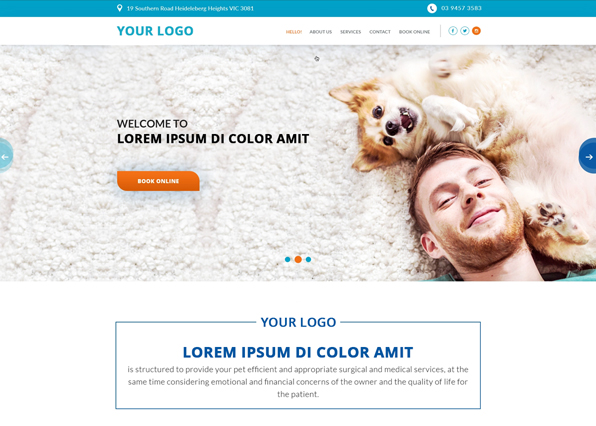 19 Southern Road Heideleberg Heights VIC 3081
03 9457 3583
YOUR LOGO
HELLO! ABOUT US SERVICES CONTACT BOOK ONLINE
WELCOME TO
LOREM IPSUM DI COLOR AMIT
BOOK ONLINE
YOUR LOGO
LOREM IPSUM DI COLOR AMIT
is structured to provide your pet efficient and appropriate surgical and medical services, at the
same time considering emotional and financial concerns of the owner and the quality of life for
the patient.